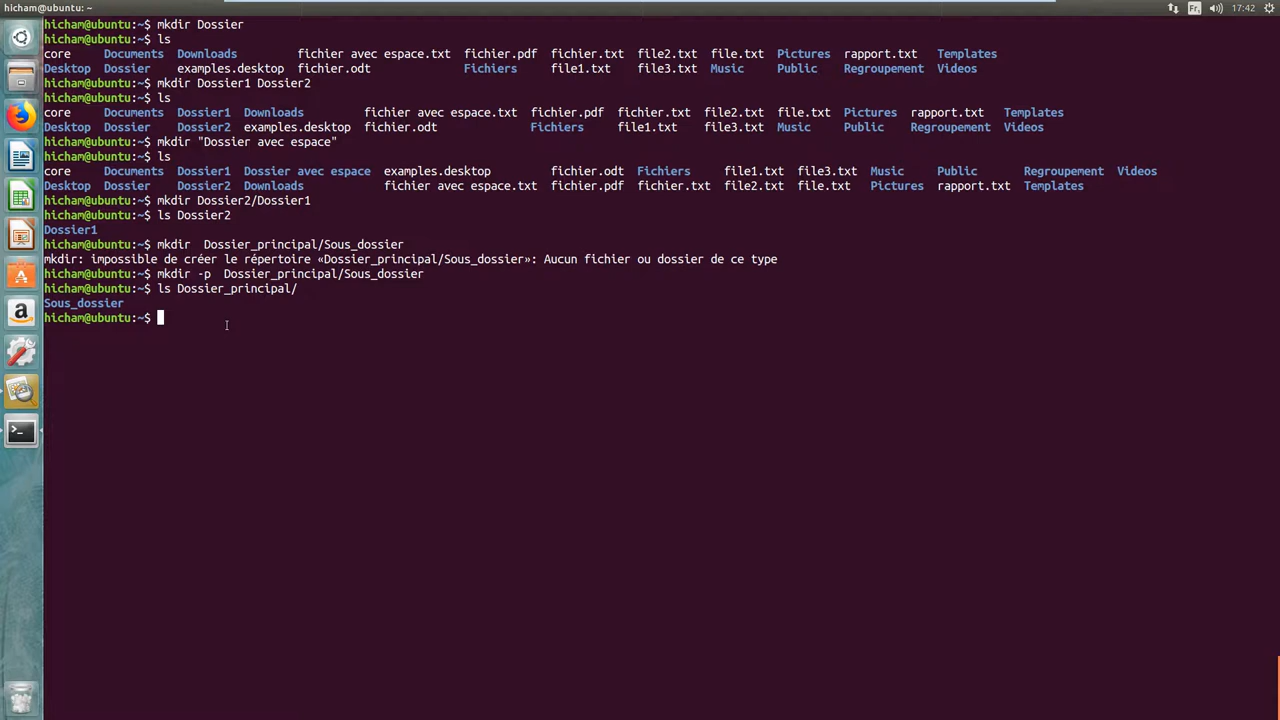 hicham@ubuntu: ~ Fr 17:42
hicham@ubuntu:~$ mkdir Dossier
hicham@ubuntu:~$ ls
core Documents Downloads fichier avec espace.txt fichier.pdf fichier.txt file2.txt file.txt Pictures rapport.txt Templates
Desktop Dossier examples.desktop fichier.odt Fichiers file1.txt file3.txt Music Public Regroupement Videos
hicham@ubuntu:~$ mkdir Dossier1 Dossier2
hicham@ubuntu:~$ ls
core Documents Dossier1 Downloads fichier avec espace.txt fichier.pdf fichier.txt file2.txt file.txt Pictures rapport.txt Templates
Desktop Dossier Dossier2 examples.desktop fichier.odt Fichiers file1.txt file3.txt Music Public Regroupement Videos
hicham@ubuntu:~$ mkdir "Dossier avec espace"
hicham@ubuntu:~$ ls
core Documents Dossier1 Dossier avec espace examples.desktop fichier.odt Fichiers file1.txt file3.txt Music Public Regroupement Videos
Desktop Dossier Dossier2 Downloads fichier avec espace.txt fichier.pdf fichier.txt file2.txt file.txt Pictures rapport.txt Templates
hicham@ubuntu:~$ mkdir Dossier2/Dossier1
hicham@ubuntu:~$ ls Dossier2
Dossier1
hicham@ubuntu:~$ mkdir  Dossier_principal/Sous_dossier
mkdir: impossible de créer le répertoire «Dossier_principal/Sous_dossier»: Aucun fichier ou dossier de ce type
hicham@ubuntu:~$ mkdir -p  Dossier_principal/Sous_dossier
hicham@ubuntu:~$ ls Dossier_principal/
Sous_dossier
hicham@ubuntu:~$